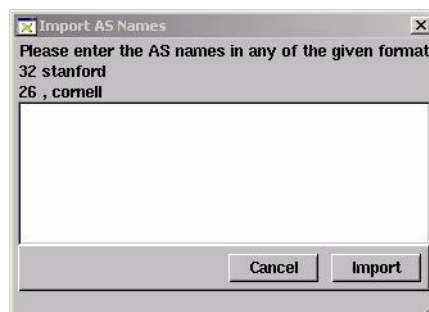 Import AS Names
Please enter the AS names in any of the given format
32 stanford
26 , cornell
Cancel
Import